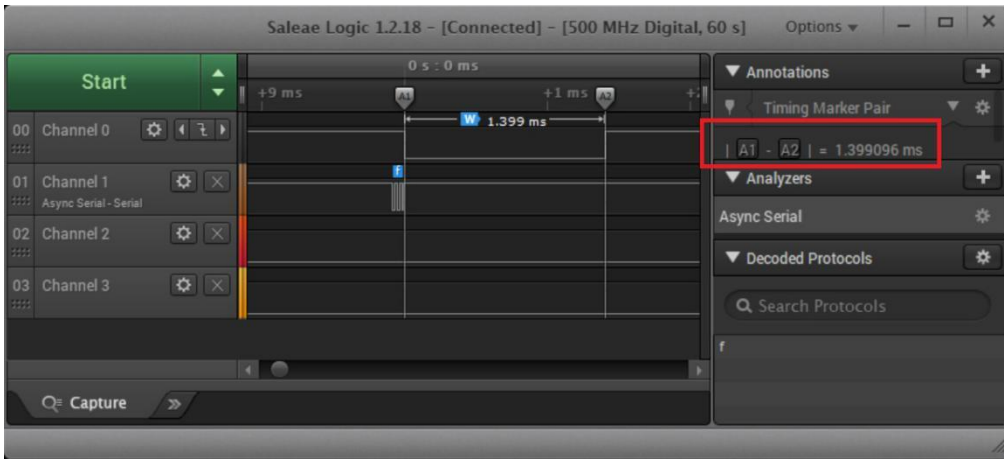 Saleae Logic 1.2.18 - [Connected] - [500 MHz Digital, 60 s]
Options
Start
0 s : 0 ms
+9 ms
A1
+1 ms
A2
00 Channel 0
W 1.399 ms
01 Channel 1
Async Serial - Serial
f
02 Channel 2
03 Channel 3
Capture
Annotations
Timing Marker Pair
| A1 - A2 | = 1.399096 ms
Analyzers
Async Serial
Decoded Protocols
Search Protocols
f